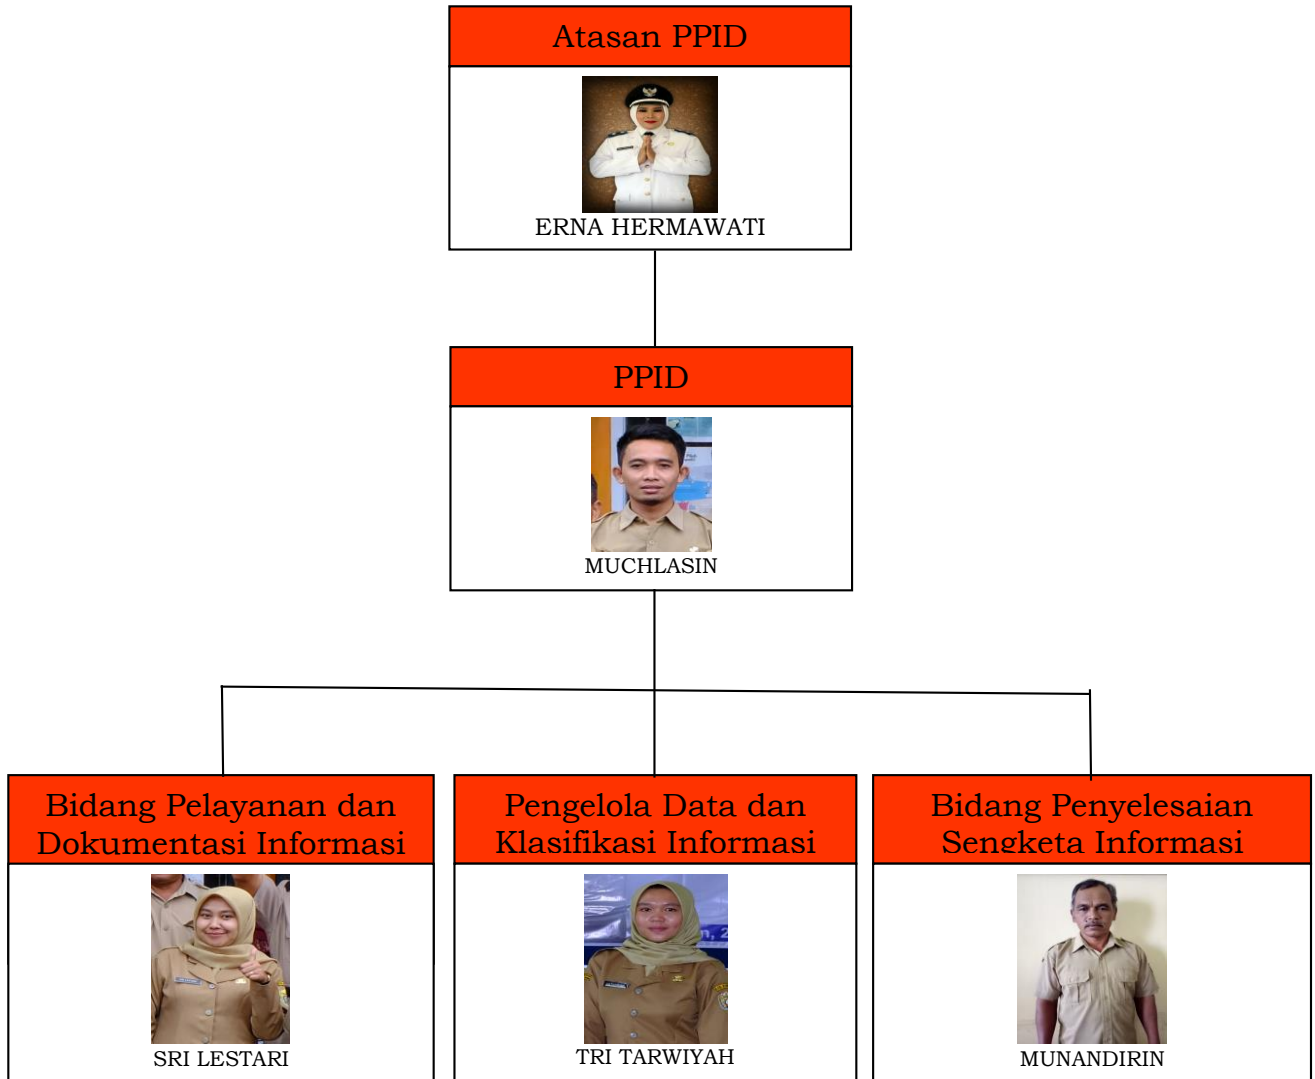 Atasan PPID
ERNA HERMAWATI
PPID
MUCHLASIN
Bidang Pelayanan dan
Dokumentasi Informasi
SRI LESTARI
Pengelola Data dan
Klasifikasi Informasi
TRI TARWIYAH
Bidang Penyelesaian
Sengketa Informasi
MUNANDIRIN